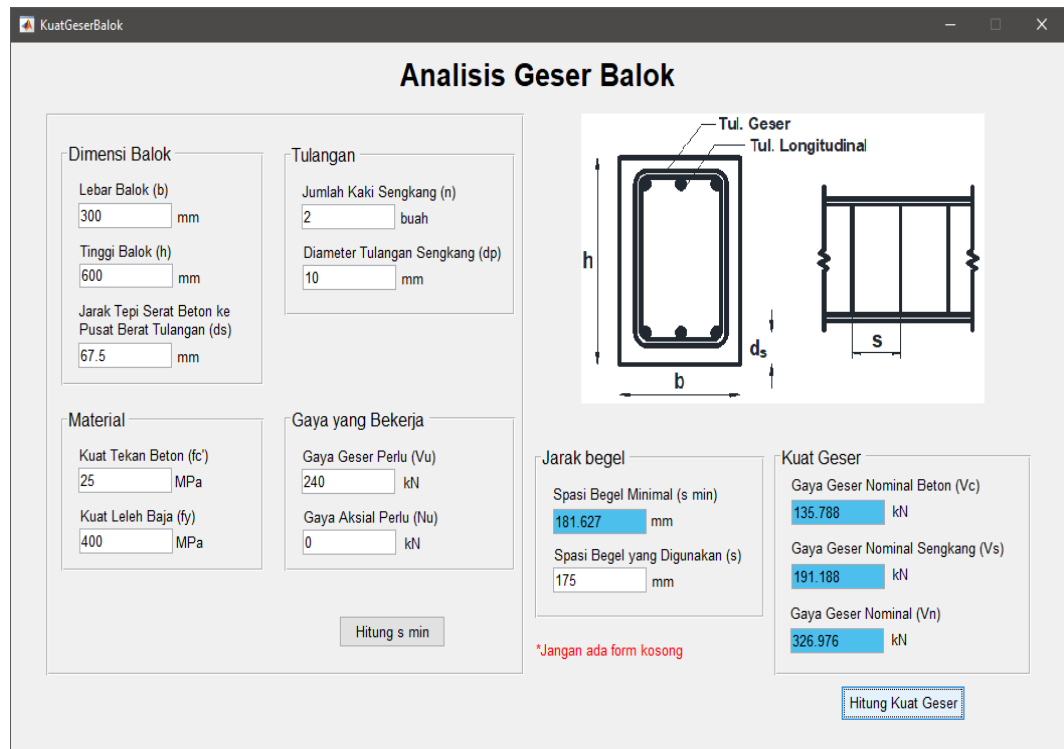 KuatGeserBalok
Analisis Geser Balok
Dimensi Balok
Lebar Balok (b)
300 mm
Tinggi Balok (h)
600 mm
Jarak Tepi Serat Beton ke
Pusat Berat Tulangan (ds)
67.5 mm
Tulangan
Jumlah Kaki Sengkang (n)
2 buah
Diameter Tulangan Sengkang (dp)
10 mm
Material
Kuat Tekan Beton (fc')
25 MPa
Kuat Leleh Baja (fy)
400 MPa
Gaya yang Bekerja
Gaya Geser Perlu (Vu)
240 kN
Gaya Aksial Perlu (Nu)
0 kN
Hitung s min
Tul. Geser
Tul. Longitudinal
h
ds
b
s
Jarak begel
Spasi Begel Minimal (s min)
181.627 mm
Spasi Begel yang Digunakan (s)
175 mm
*Jangan ada form kosong
Kuat Geser
Gaya Geser Nominal Beton (Vc)
135.788 kN
Gaya Geser Nominal Sengkang (Vs)
191.188 kN
Gaya Geser Nominal (Vn)
326.976 kN
Hitung Kuat Geser